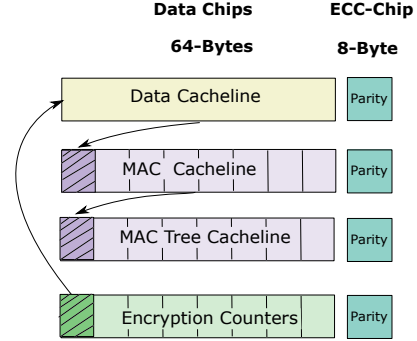 Data Chips
ECC-Chip
64-Bytes
8-Byte
Data Cacheline
Parity
MAC Cacheline
Parity
MAC Tree Cacheline
Parity
Encryption Counters
Parity